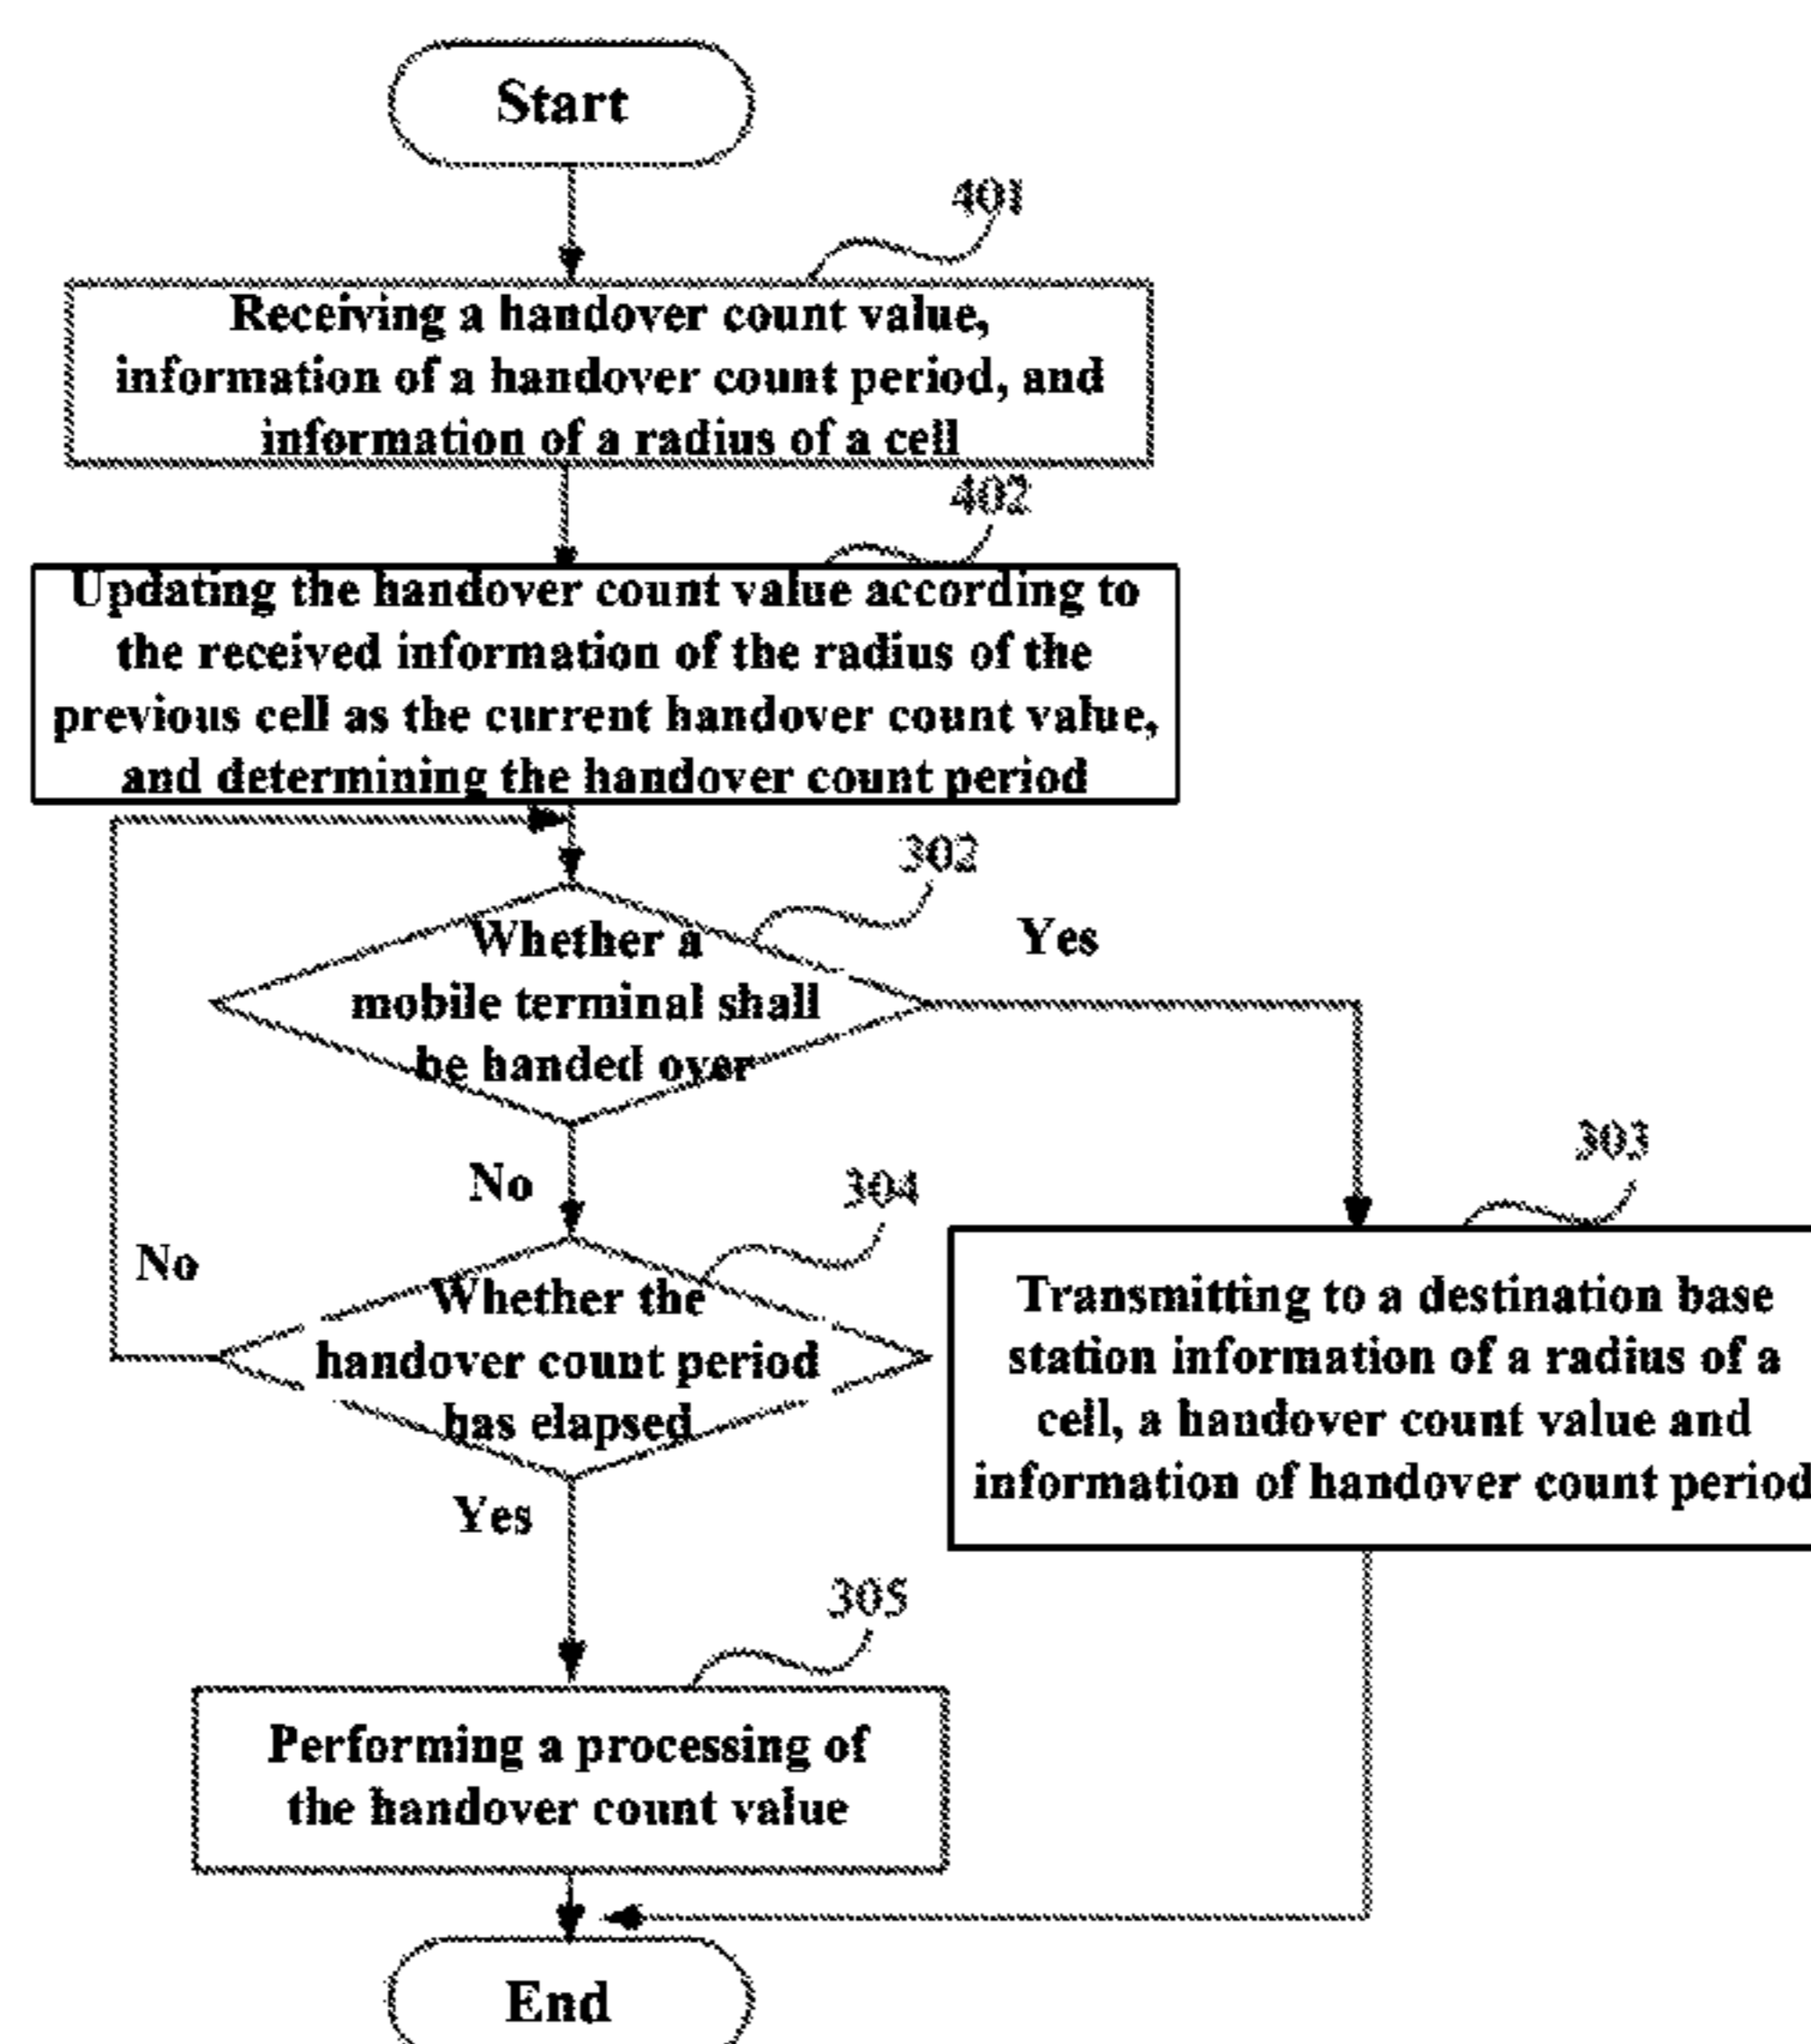 Start
401
Receiving a handover count value,
information of a handover count period, and
information of a radius of a cell
402
Updating the handover count value according to
the received information of the radius of the
previous cell as the current handover count value,
and determining the handover count period
302
Whether a
mobile terminal shall
be handed over
Yes
303
No
304
No
Whether the
handover count period
has elapsed
Transmitting to a destination base
station information of a radius of a
cell, a handover count value and
information of handover count period
Yes
305
Performing a processing of
the handover count value
End